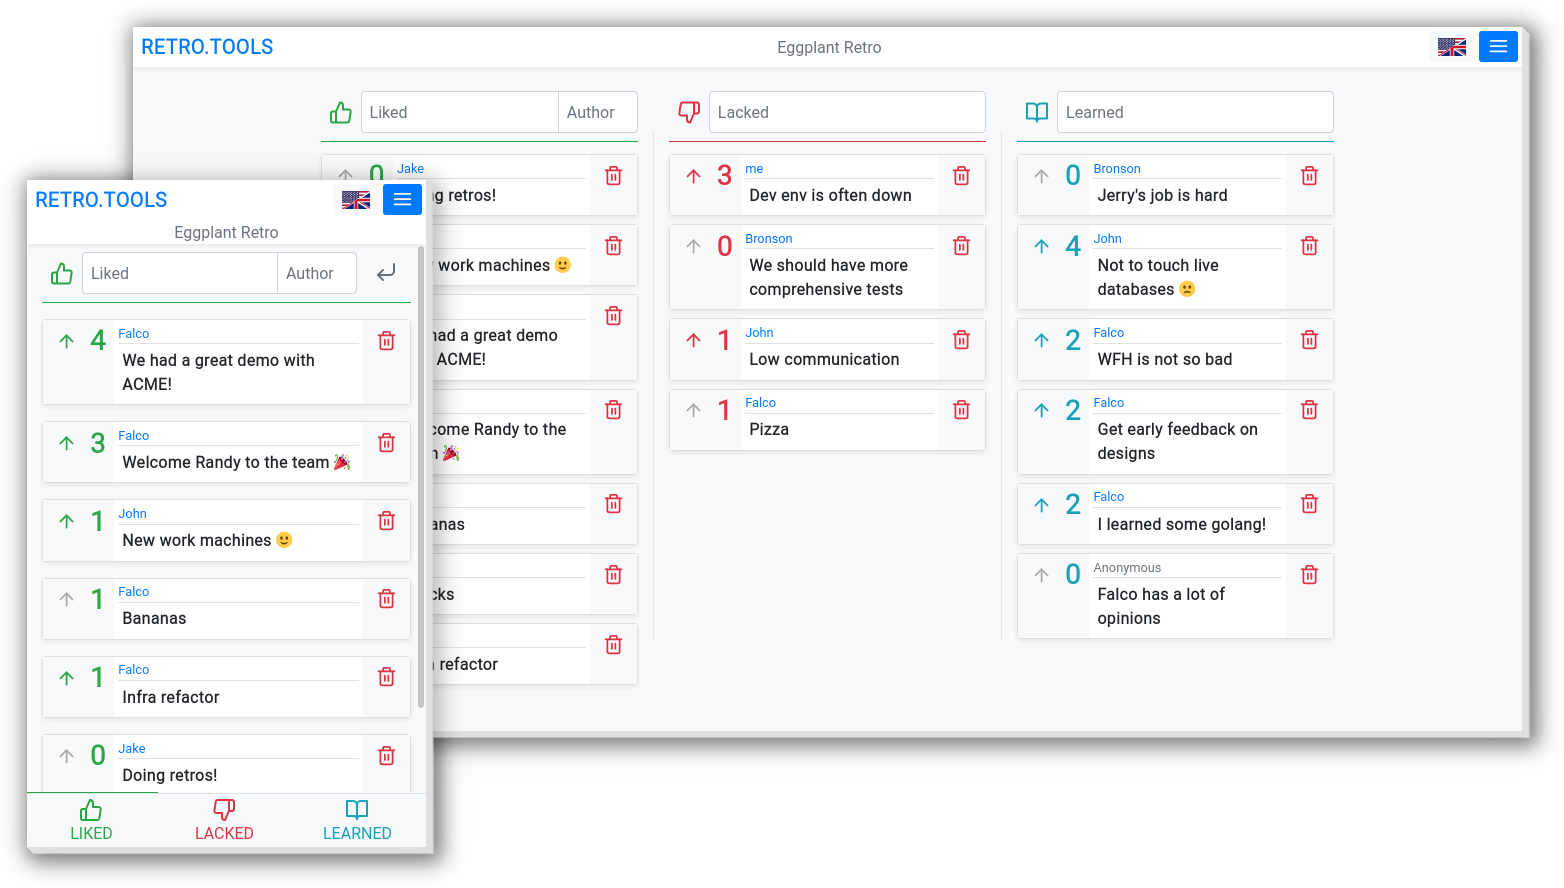 RETRO.TOOLS
Eggplant Retro
Liked
Author
Lacked
Learned
0
Jake
g retros!
work machines 🙂
had a great demo
ACME!
come Randy to the
🎉
anas
cks
refactor
3
me
Dev env is often down
0
Bronson
We should have more
comprehensive tests
1
John
Low communication
1
Falco
Pizza
0
Bronson
Jerry's job is hard
4
John
Not to touch live
databases 🙁
2
Falco
WFH is not so bad
2
Falco
Get early feedback on
designs
2
Falco
I learned some golang!
0
Anonymous
Falco has a lot of
opinions
RETRO.TOOLS
Eggplant Retro
Liked
Author
4
Falco
We had a great demo with
ACME!
3
Falco
Welcome Randy to the team 🎉
1
John
New work machines 🙂
1
Falco
Bananas
1
Falco
Infra refactor
0
Jake
Doing retros!
LIKED
LACKED
LEARNED